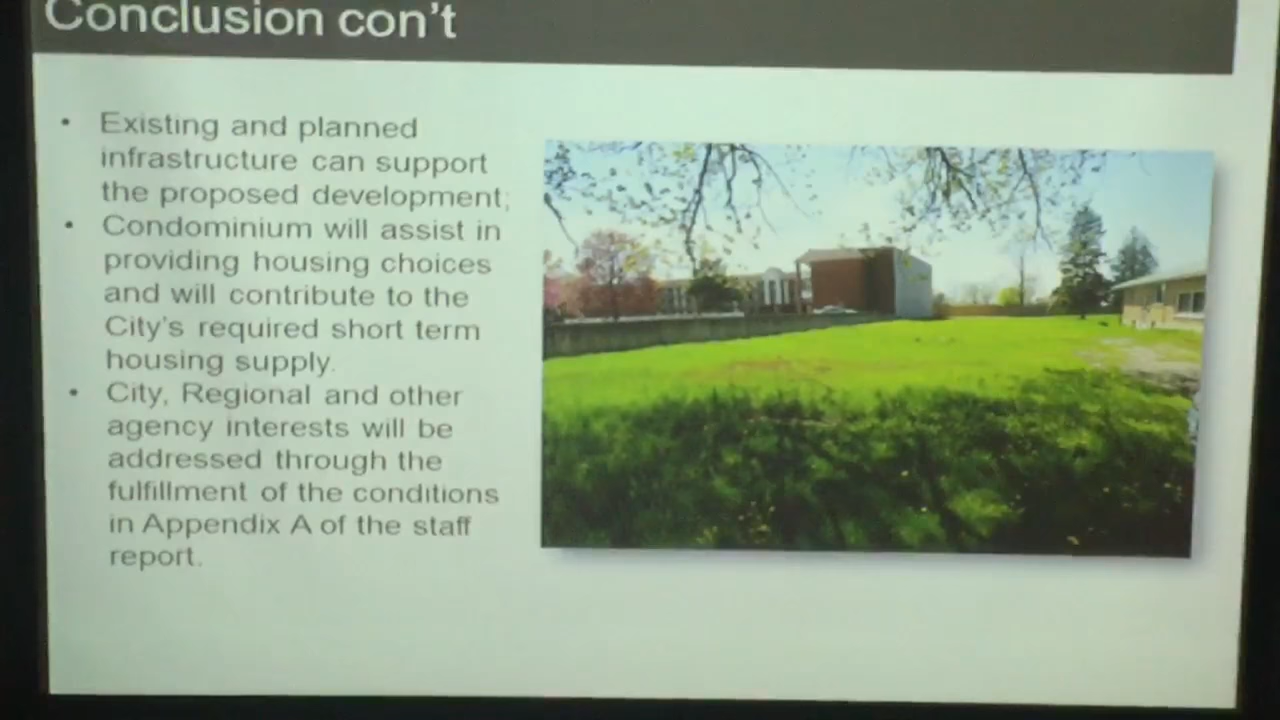 Conclusion con't
• Existing and planned
infrastructure can support
the proposed development;
• Condominium will assist in
providing housing choices
and will contribute to the
City's required short term
housing supply.
• City, Regional and other
agency interests will be
addressed through the
fulfillment of the conditions
in Appendix A of the staff
report.